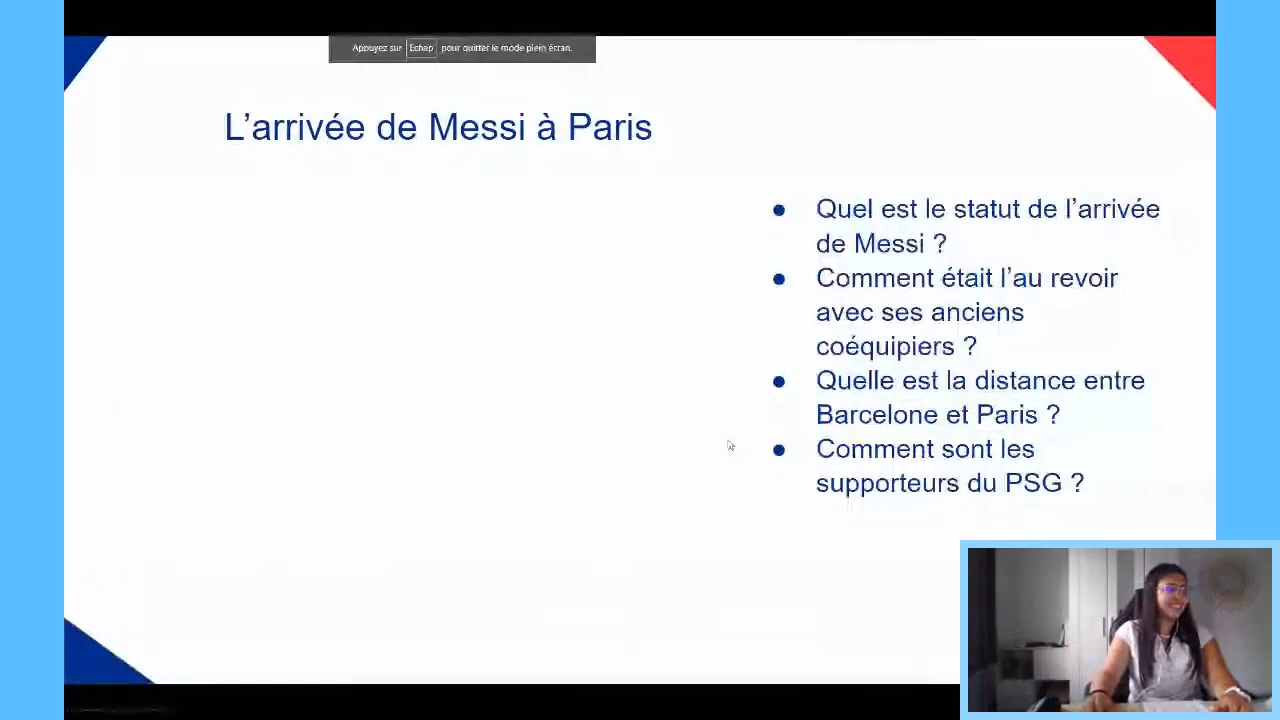 Appuyez sur Echap pour quitter le mode plein écran.
L'arrivée de Messi à Paris
● Quel est le statut de l'arrivée
de Messi ?
● Comment était l'au revoir
avec ses anciens
coéquipiers ?
● Quelle est la distance entre
Barcelone et Paris ?
● Comment sont les
supporteurs du PSG ?